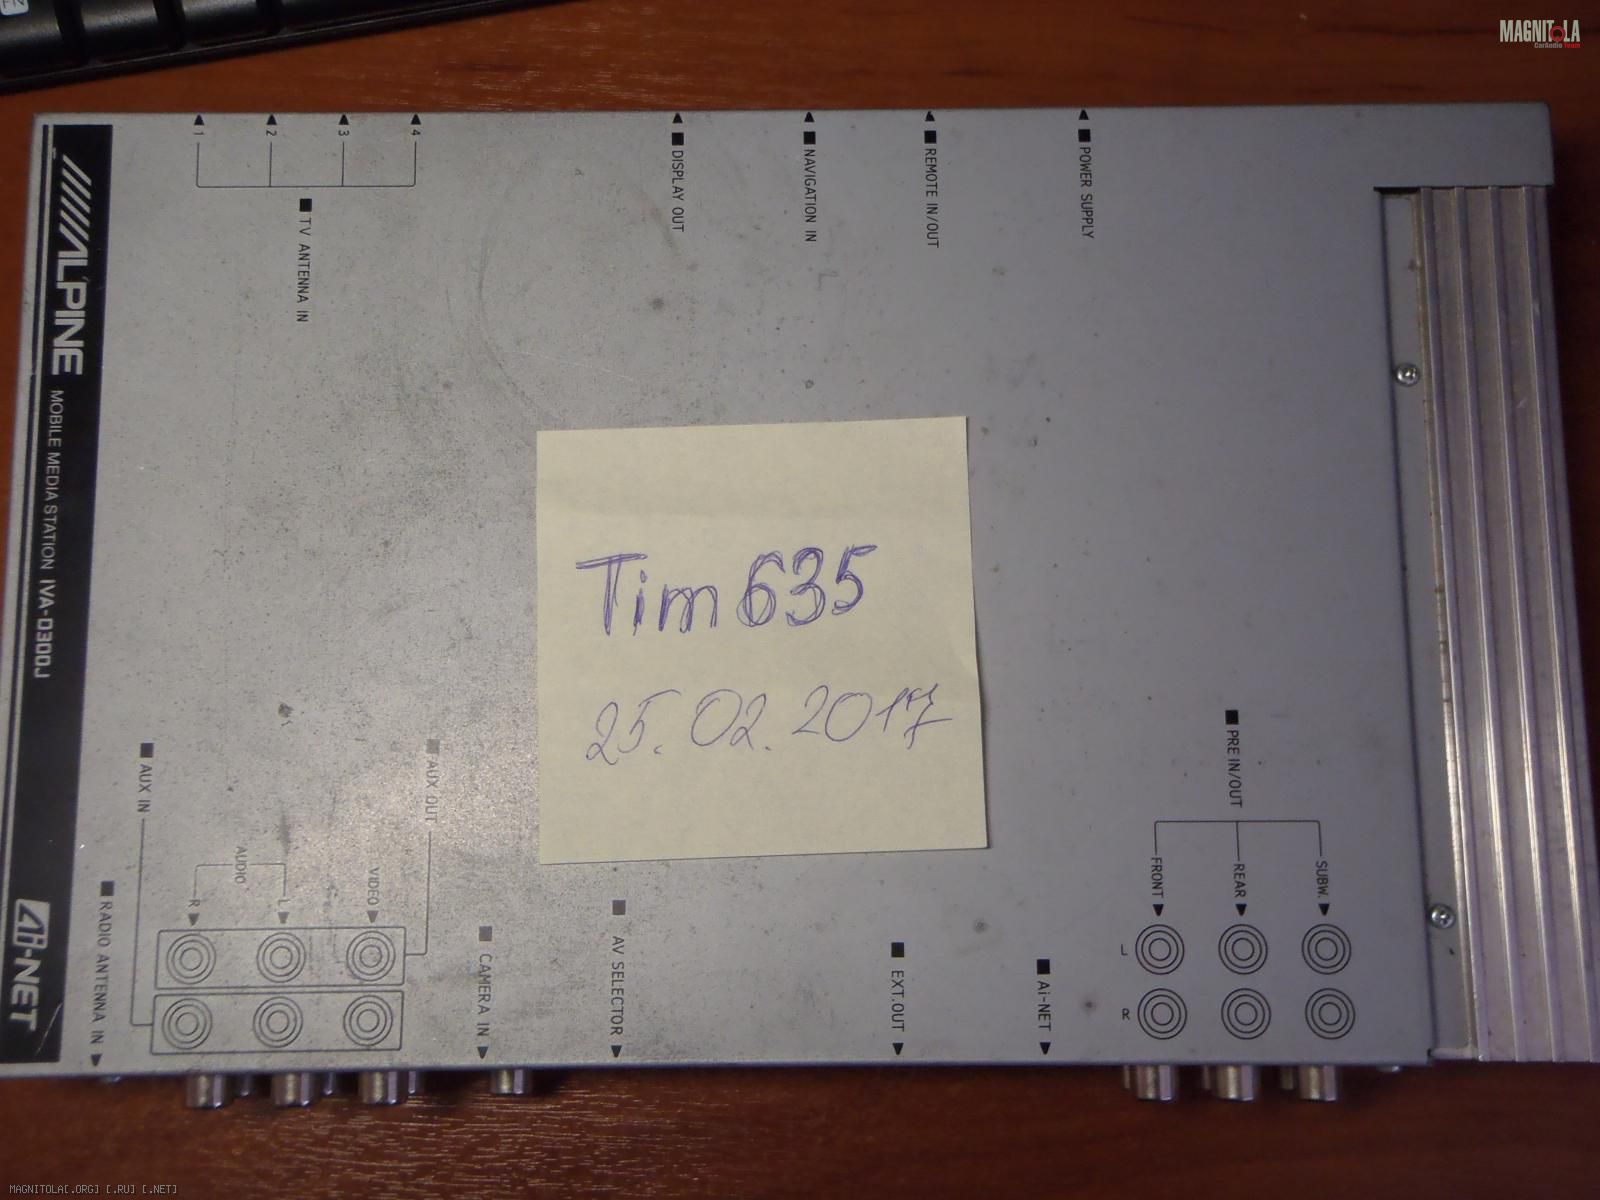 MAGNITOLA
CarAudio Team
1
2
3
4
TV ANTENNA IN
DISPLAY OUT
NAVIGATION IN
REMOTE IN/OUT
POWER SUPPLY
ALPINE MOBILE MEDIA STATION IVA-D300J
Ai-NET
Tim 635
25.02.2017
AUX IN
AUX OUT
AUDIO
R
L
VIDEO
RADIO ANTENNA IN
CAMERA IN
AV SELECTOR
EXT.OUT
Ai-NET
PRE IN/OUT
FRONT
REAR
SUBW.
L
R
MAGNITOLA[.ORG] [.RU] [.NET]